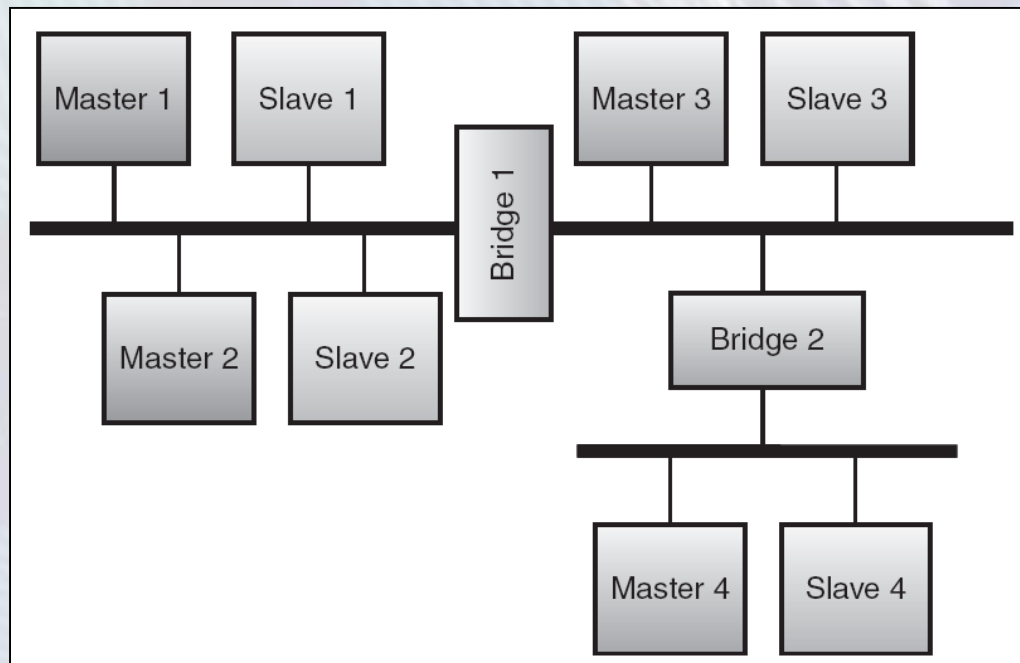 Master 1
Slave 1
Master 3
Slave 3
Bridge 1
Master 2
Slave 2
Bridge 2
Master 4
Slave 4